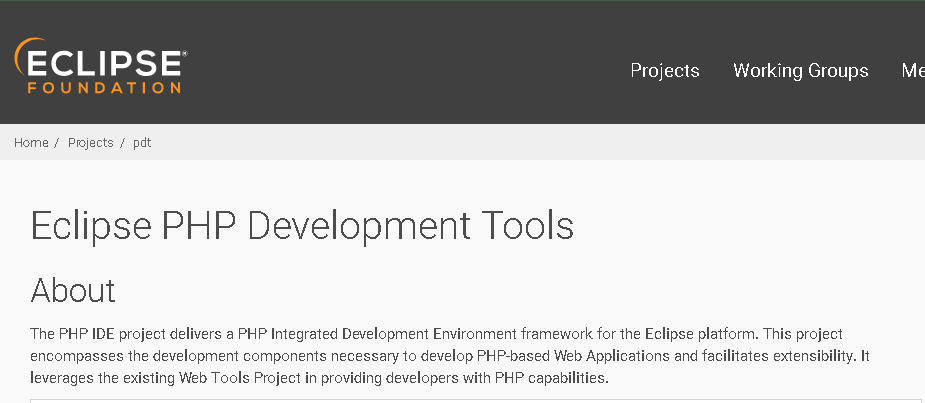 ECLIPSE®
FOUNDATION
Projects Working Groups Me
Home / Projects / pdt
Eclipse PHP Development Tools
About
The PHP IDE project delivers a PHP Integrated Development Environment framework for the Eclipse platform. This project
encompasses the development components necessary to develop PHP-based Web Applications and facilitates extensibility. It
leverages the existing Web Tools Project in providing developers with PHP capabilities.